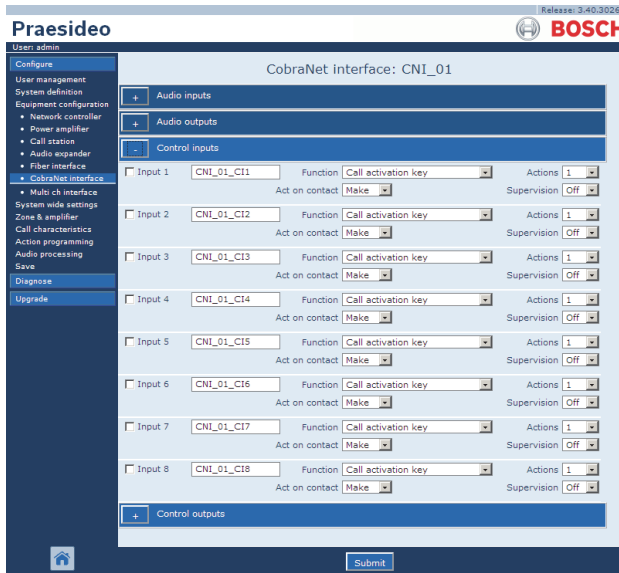 Release: 3.40.3026
Praesideo
BOSCH
User: admin
Configure
User management
System definition
Equipment configuration
• Network controller
• Power amplifier
• Call station
• Audio expander
• Fiber interface
• CobraNet interface
• Multi ch interface
System wide settings
Zone & amplifier
Call characteristics
Action programming
Audio processing
Save
Diagnose
Upgrade
CobraNet interface: CNI_01
+ Audio inputs
+ Audio outputs
- Control inputs
Input 1 CNI_01_CI1 Function Call activation key Actions 1
Act on contact Make Supervision Off
Input 2 CNI_01_CI2 Function Call activation key Actions 1
Act on contact Make Supervision Off
Input 3 CNI_01_CI3 Function Call activation key Actions 1
Act on contact Make Supervision Off
Input 4 CNI_01_CI4 Function Call activation key Actions 1
Act on contact Make Supervision Off
Input 5 CNI_01_CI5 Function Call activation key Actions 1
Act on contact Make Supervision Off
Input 6 CNI_01_CI6 Function Call activation key Actions 1
Act on contact Make Supervision Off
Input 7 CNI_01_CI7 Function Call activation key Actions 1
Act on contact Make Supervision Off
Input 8 CNI_01_CI8 Function Call activation key Actions 1
Act on contact Make Supervision Off
+ Control outputs
Submit